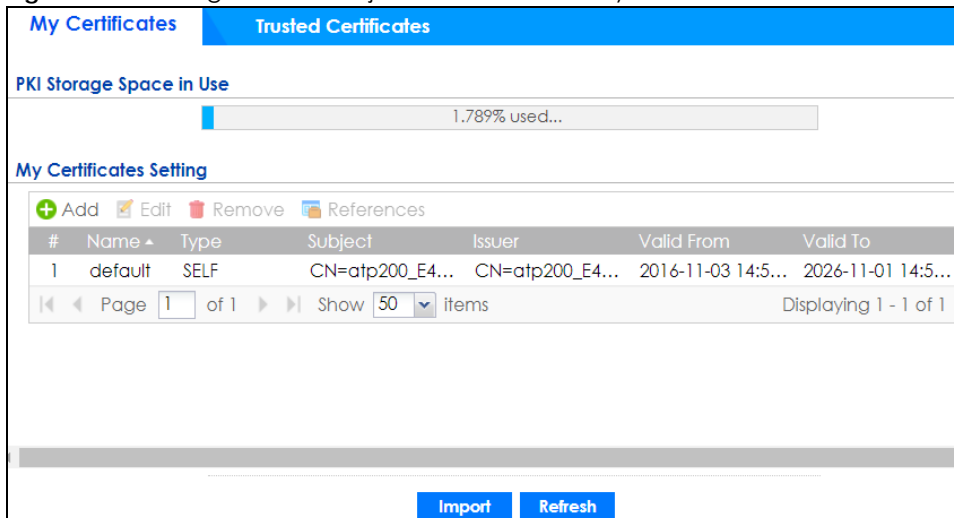 My Certificates Trusted Certificates
PKI Storage Space in Use
1.789% used...
My Certificates Setting
Add Edit Remove References
# Name Type Subject Issuer Valid From Valid To
1 default SELF CN=atp200_E4... CN=atp200_E4... 2016-11-03 14:5... 2026-11-01 14:5...
Page 1 of 1 Show 50 items Displaying 1 - 1 of 1
Import Refresh